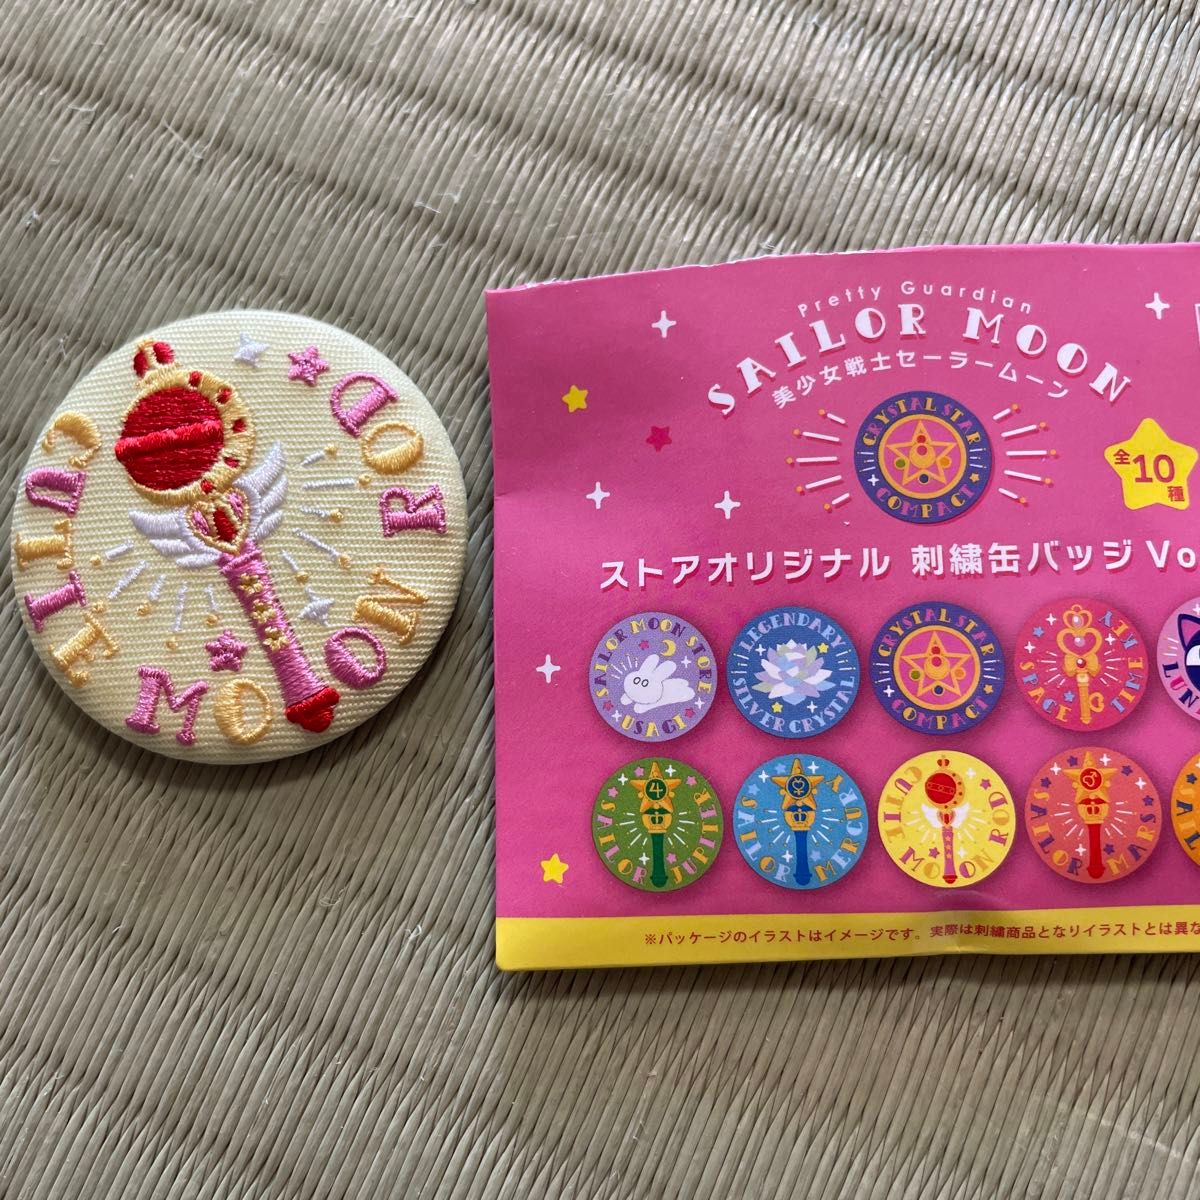 CUTIE MOON ROD
Pretty Guardian
SAILOR MOON
美少女戦士セーラームーン
CRYSTAL STAR
COMPACT
全10種
ストアオリジナル 刺繍缶バッジ Vo
SAILOR MOON STORE
USAGI
LEGENDARY
SILVER CRYSTAL
CRYSTAL STAR
COMPACT
SPACE TIME KEY
LUN
SAILOR JUPITER
SAILOR MERCURY
CUTIE MOON ROD
SAILOR MARS
SA
※パッケージのイラストはイメージです。実際は刺繍商品となりイラストとは異な